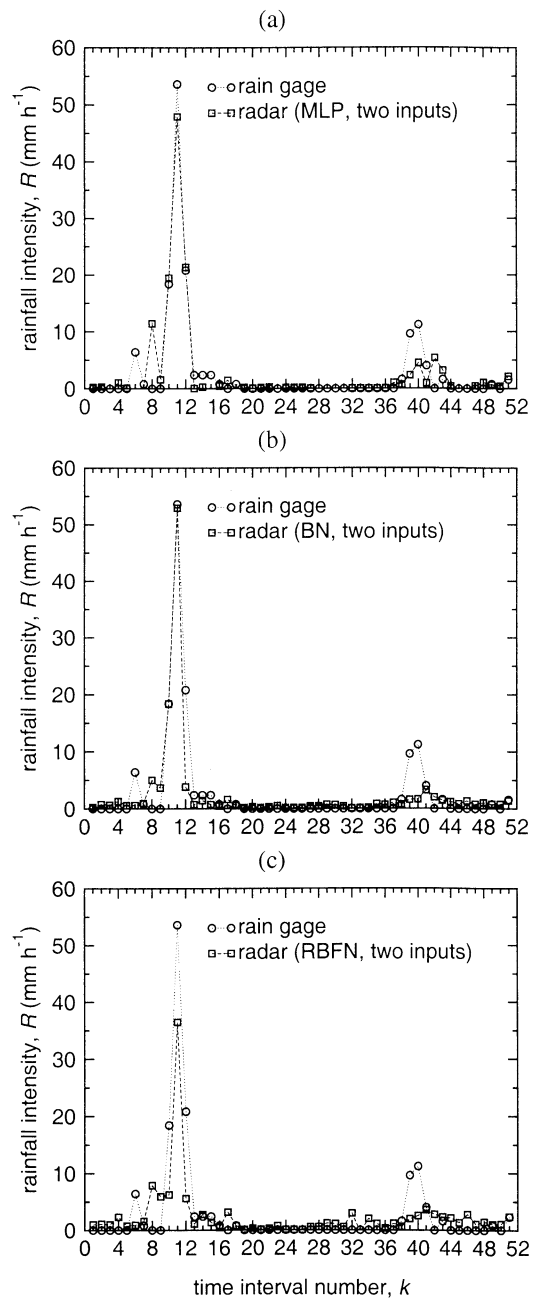 (a)
rainfall intensity, R (mm h⁻¹)
60
50
40
30
20
10
0
rain gage
radar (MLP, two inputs)
0 4 8 12 16 20 24 28 32 36 40 44 48 52
(b)
rainfall intensity, R (mm h⁻¹)
60
50
40
30
20
10
0
rain gage
radar (BN, two inputs)
0 4 8 12 16 20 24 28 32 36 40 44 48 52
(c)
rainfall intensity, R (mm h⁻¹)
60
50
40
30
20
10
0
rain gage
radar (RBFN, two inputs)
0 4 8 12 16 20 24 28 32 36 40 44 48 52
time interval number, k